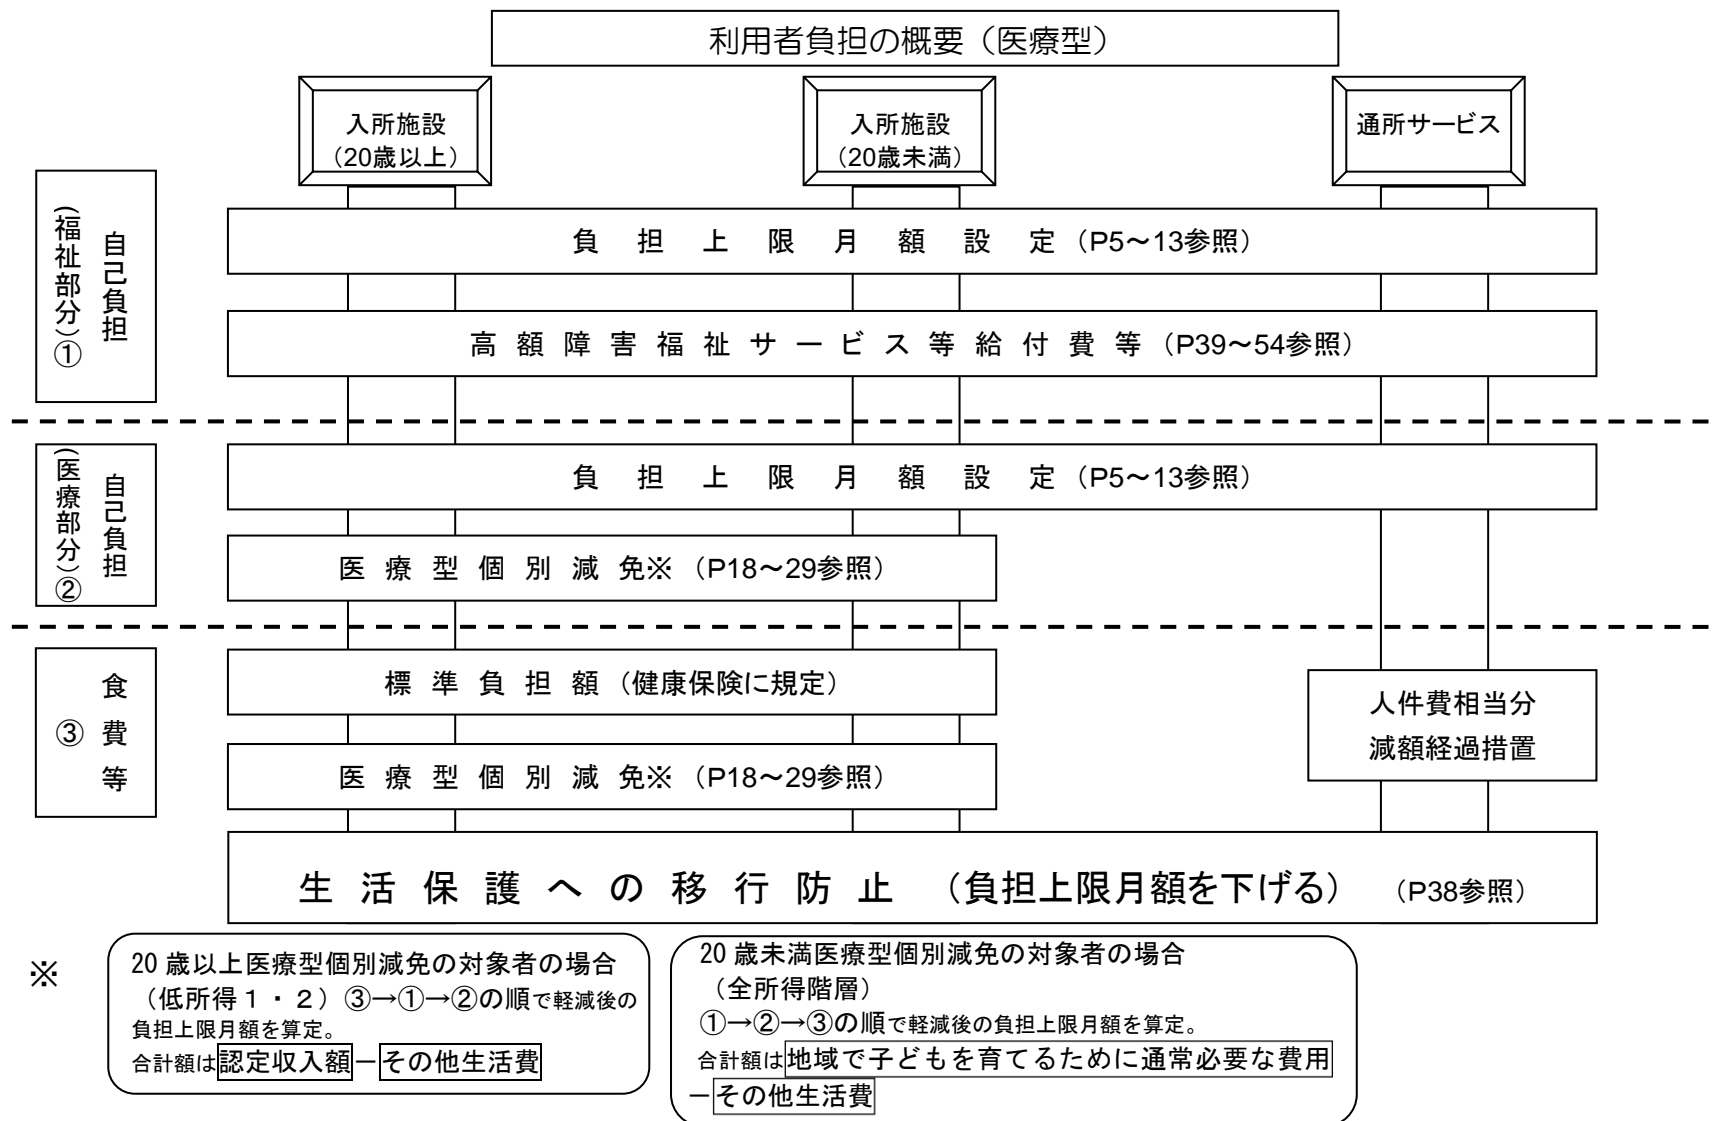 利用者負担の概要（医療型）
入所施設
（20歳以上）
入所施設
（20歳未満）
通所サービス
自己負担
（福祉部分）①
負担上限月額設定（P5～13参照）
高額障害福祉サービス等給付費等（P39～54参照）
自己負担
（医療部分）②
負担上限月額設定（P5～13参照）
医療型個別減免※（P18～29参照）
食費等
③
標準負担額（健康保険に規定）
医療型個別減免※（P18～29参照）
人件費相当分
減額経過措置
生活保護への移行防止（負担上限月額を下げる）（P38参照）
※
20 歳以上医療型個別減免の対象者の場合
（低所得１・２）③→①→②の順で軽減後の
負担上限月額を算定。
合計額は認定収入額－その他生活費
20 歳未満医療型個別減免の対象者の場合
（全所得階層）
①→②→③の順で軽減後の負担上限月額を算定。
合計額は地域で子どもを育てるために通常必要な費用
－その他生活費